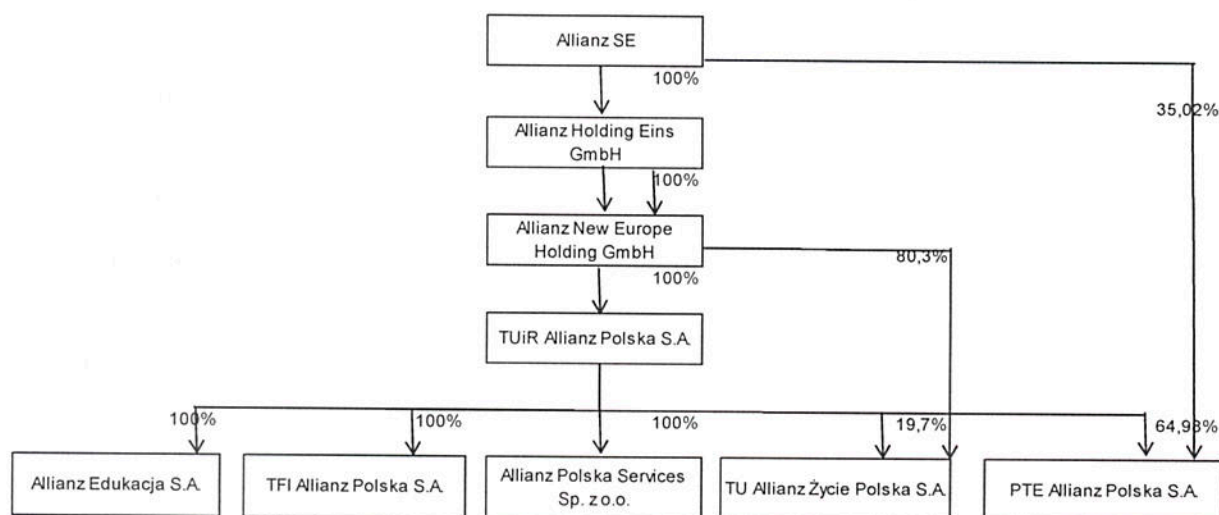 Allianz SE
100%
35,02%
Allianz Holding Eins
GmbH
100%
Allianz New Europe
Holding GmbH
80,3%
100%
TUiR Allianz Polska S.A.
100%
100%
100%
19,7%
64,98%
Allianz Edukacja S.A.
TFI Allianz Polska S.A.
Allianz Polska Services
Sp. z o.o.
TU Allianz Życie Polska S.A.
PTE Allianz Polska S.A.